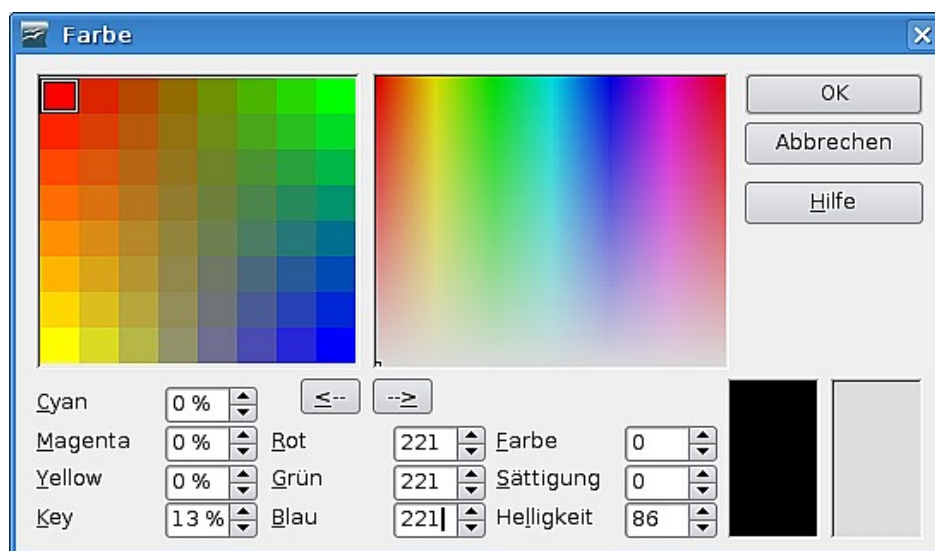 Farbe
OK
Abbrechen
Hilfe
<-- -->
Cyan 0 %
Magenta 0 % Rot 221 Farbe 0
Yellow 0 % Grün 221 Sättigung 0
Key 13 % Blau 221 Helligkeit 86